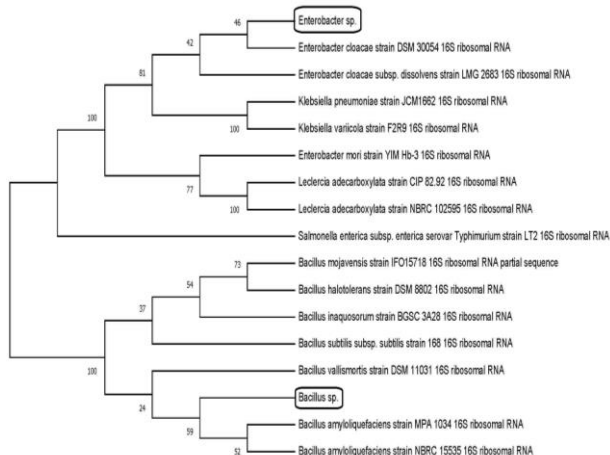 46
Enterobacter sp.
42
Enterobacter cloacae strain DSM 30054 16S ribosomal RNA
81
Enterobacter cloacae subsp. dissolvens strain LMG 2683 16S ribosomal RNA
Klebsiella pneumoniae strain JCM1662 16S ribosomal RNA
100
100
Klebsiella variicola strain F2R9 16S ribosomal RNA
Enterobacter mori strain YIM Hb-3 16S ribosomal RNA
77
Leclercia adecarboxylata strain CIP 82.92 16S ribosomal RNA
100
Leclercia adecarboxylata strain NBRC 102595 16S ribosomal RNA
Salmonella enterica subsp. enterica serovar Typhimurium strain LT2 16S ribosomal RNA
73
Bacillus mojavensis strain IFO15718 16S ribosomal RNA partial sequence
54
Bacillus halotolerans strain DSM 8802 16S ribosomal RNA
37
Bacillus inaquosorum strain BGSC 3A28 16S ribosomal RNA
Bacillus subtilis subsp. subtilis strain 168 16S ribosomal RNA
100
Bacillus vallismortis strain DSM 11031 16S ribosomal RNA
24
Bacillus sp.
59
Bacillus amyloliquefaciens strain MPA 1034 16S ribosomal RNA
52
Bacillus amyloliquefaciens strain NBRC 15535 16S ribosomal RNA